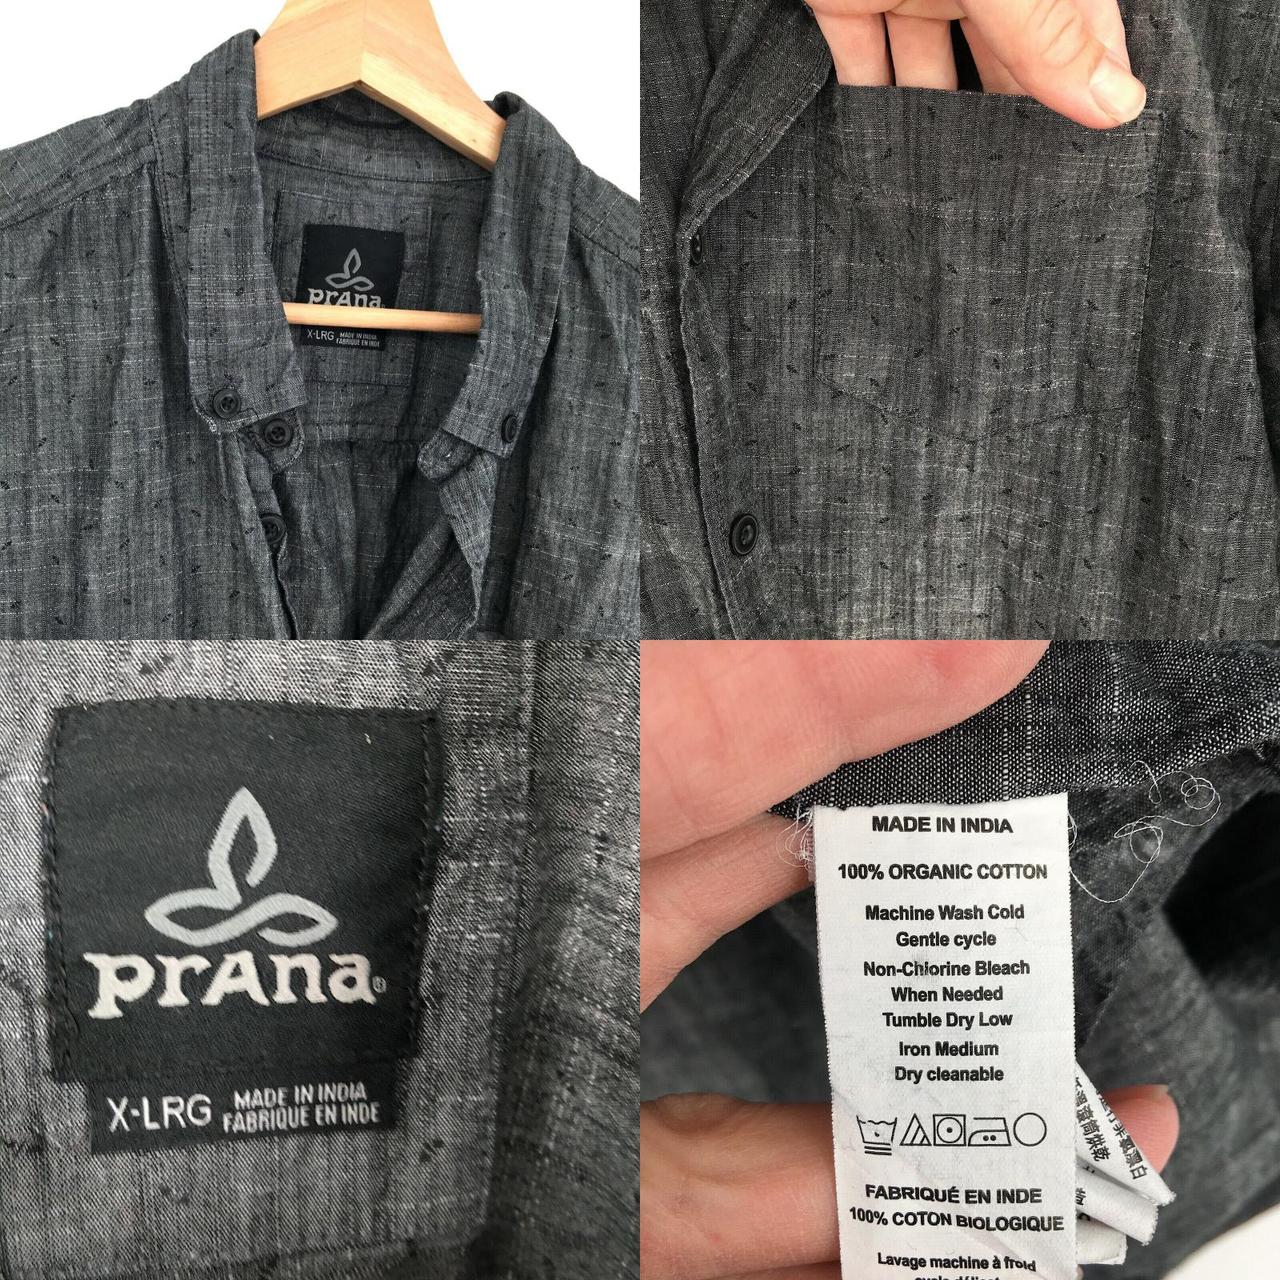 prAna
X-LRG MADE IN INDIA
FABRIQUE EN INDE
prAna®
X-LRG MADE IN INDIA
FABRIQUE EN INDE
MADE IN INDIA
100% ORGANIC COTTON
Machine Wash Cold
Gentle cycle
Non-Chlorine Bleach
When Needed
Tumble Dry Low
Iron Medium
Dry cleanable
FABRIQUÉ EN INDE
100% COTON BIOLOGIQUE
Lavage machine à froid